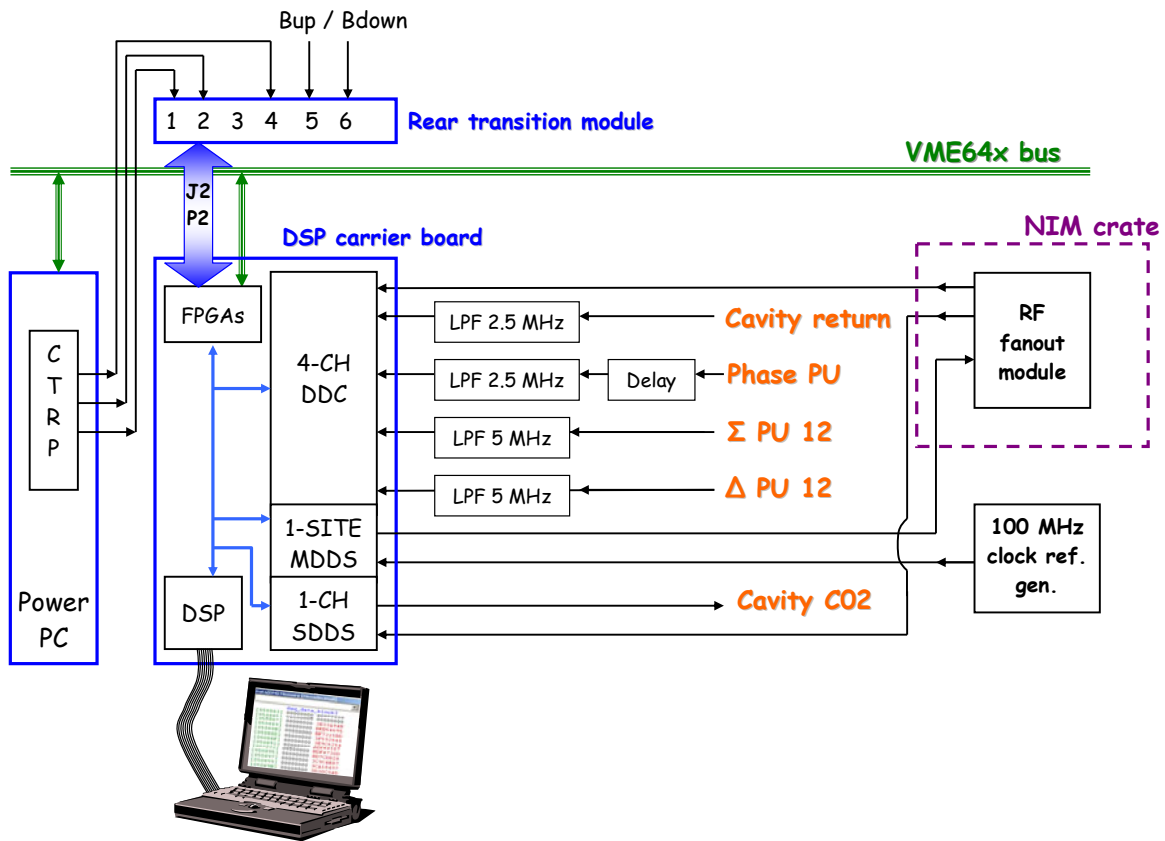 Bup / Bdown
1 2 3 4 5 6
Rear transition module
VME64x bus
J2
P2
DSP carrier board
NIM crate
FPGAs
RF
fanout
module
LPF 2.5 MHz
Cavity return
C
T
R
P
4-CH
DDC
LPF 2.5 MHz
Delay
Phase PU
LPF 5 MHz
Σ PU 12
LPF 5 MHz
Δ PU 12
1-SITE
MDDS
100 MHz
clock ref.
gen.
Power
PC
DSP
1-CH
SDDS
Cavity C02